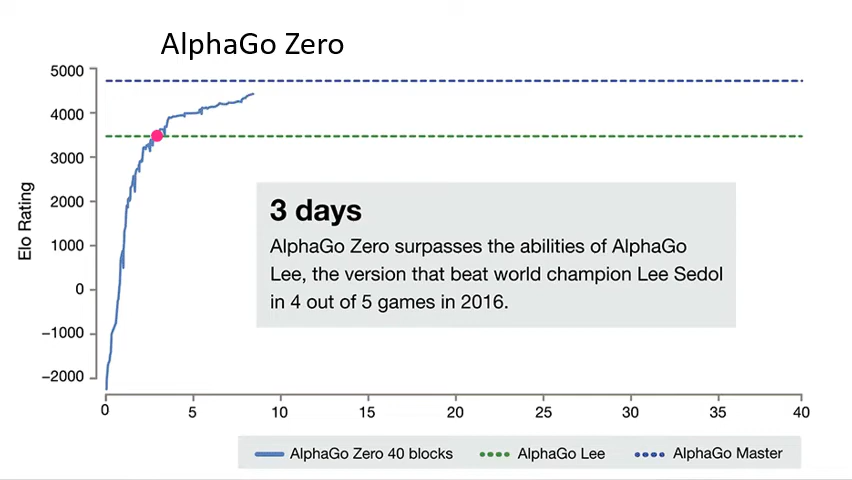 AlphaGo Zero
5000
4000
3000
2000
1000
0
−1000
−2000
Elo Rating
3 days
AlphaGo Zero surpasses the abilities of AlphaGo
Lee, the version that beat world champion Lee Sedol
in 4 out of 5 games in 2016.
0 5 10 15 20 25 30 35 40
AlphaGo Zero 40 blocks AlphaGo Lee AlphaGo Master